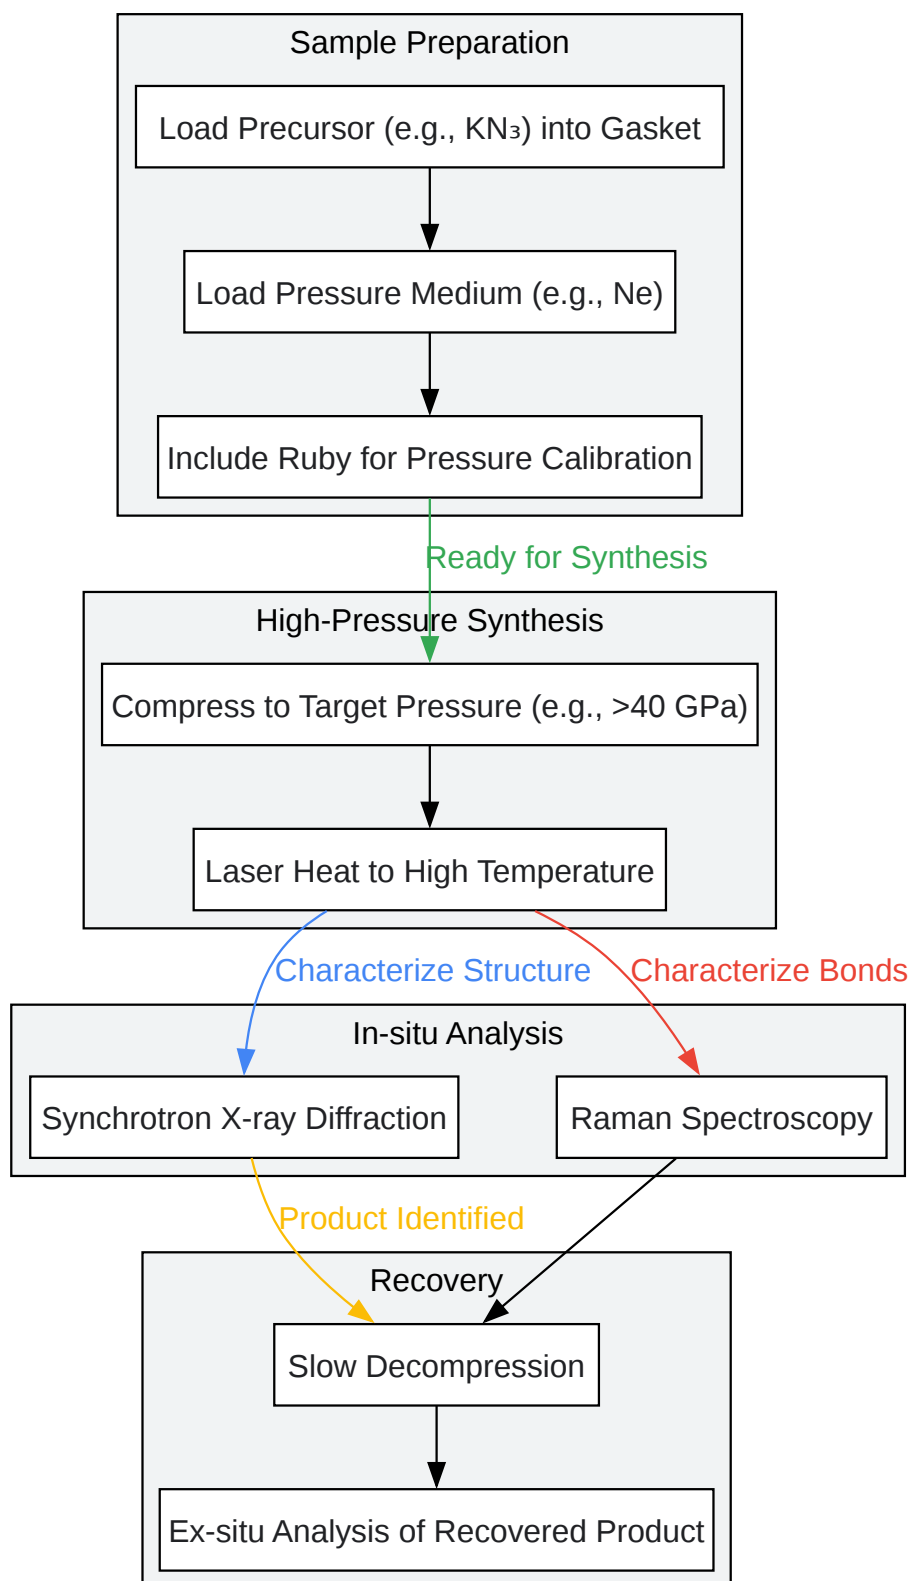 Sample Preparation
Load Precursor (e.g., KN₃) into Gasket
Load Pressure Medium (e.g., Ne)
Include Ruby for Pressure Calibration
Ready for Synthesis
High-Pressure Synthesis
Compress to Target Pressure (e.g., >40 GPa)
Laser Heat to High Temperature
Characterize Structure
Characterize Bonds
In-situ Analysis
Synchrotron X-ray Diffraction
Raman Spectroscopy
Product Identified
Recovery
Slow Decompression
Ex-situ Analysis of Recovered Product